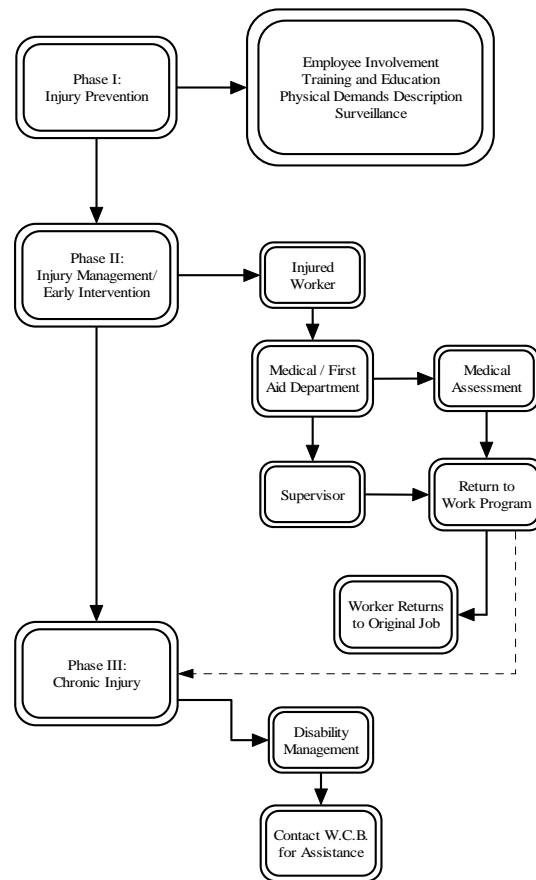 Phase I:
Injury Prevention
Employee Involvement
Training and Education
Physical Demands Description
Surveillance
Phase II:
Injury Management/
Early Intervention
Injured
Worker
Medical / First
Aid Department
Medical
Assessment
Supervisor
Return to
Work Program
Worker Returns
to Original Job
Phase III:
Chronic Injury
Disability
Management
Contact W.C.B.
for Assistance